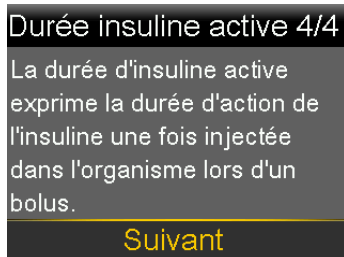 Durée insuline active 4/4
La durée d'insuline active
exprime la durée d'action de
l'insuline une fois injectée
dans l'organisme lors d'un
bolus.
Suivant